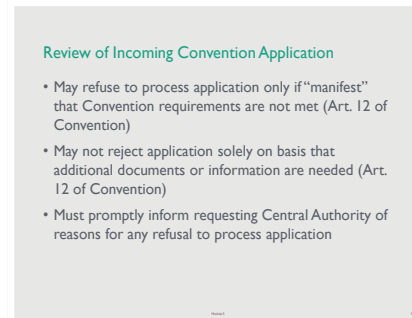 Review of Incoming Convention Application
• May refuse to process application only if “manifest”
that Convention requirements are not met (Art. 12 of
Convention)
• May not reject application solely on basis that
additional documents or information are needed (Art.
12 of Convention)
• Must promptly inform requesting Central Authority of
reasons for any refusal to process application